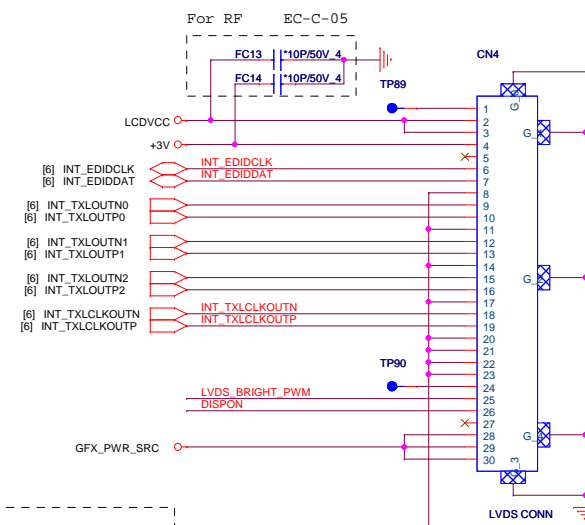 For RF EC-C-05
FC13 *10P/50V_4
FC14 *10P/50V_4
CN4
TP89
LCDVCC
+3V
[6] INT_EDIDCLK INT_EDIDCLK
[6] INT_EDIDDAT INT_EDIDDAT
[6] INT_TXLOUTN0
[6] INT_TXLOUTP0
[6] INT_TXLOUTN1
[6] INT_TXLOUTP1
[6] INT_TXLOUTN2
[6] INT_TXLOUTP2
[6] INT_TXLCLKOUTN INT_TXLCLKOUTN
[6] INT_TXLCLKOUTP INT_TXLCLKOUTP
TP90
LVDS_BRIGHT_PWM
DISPON
GFX_PWR_SRC
1
2
3
4
5
6
7
8
9
10
11
12
13
14
15
16
17
18
19
20
21
22
23
24
25
26
27
28
29
30
G_1
G_2
G_3
LVDS CONN